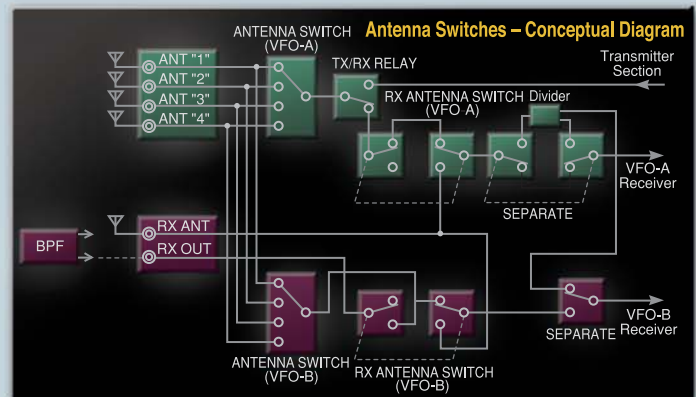 Antenna Switches – Conceptual Diagram
ANTENNA SWITCH
(VFO-A)
ANT "1"
ANT "2"
ANT "3"
ANT "4"
TX/RX RELAY
Transmitter
Section
RX ANTENNA SWITCH
(VFO-A)
Divider
VFO-A
Receiver
SEPARATE
RX ANT
RX OUT
BPF
ANTENNA SWITCH
(VFO-B)
RX ANTENNA SWITCH
(VFO-B)
SEPARATE
VFO-B
Receiver